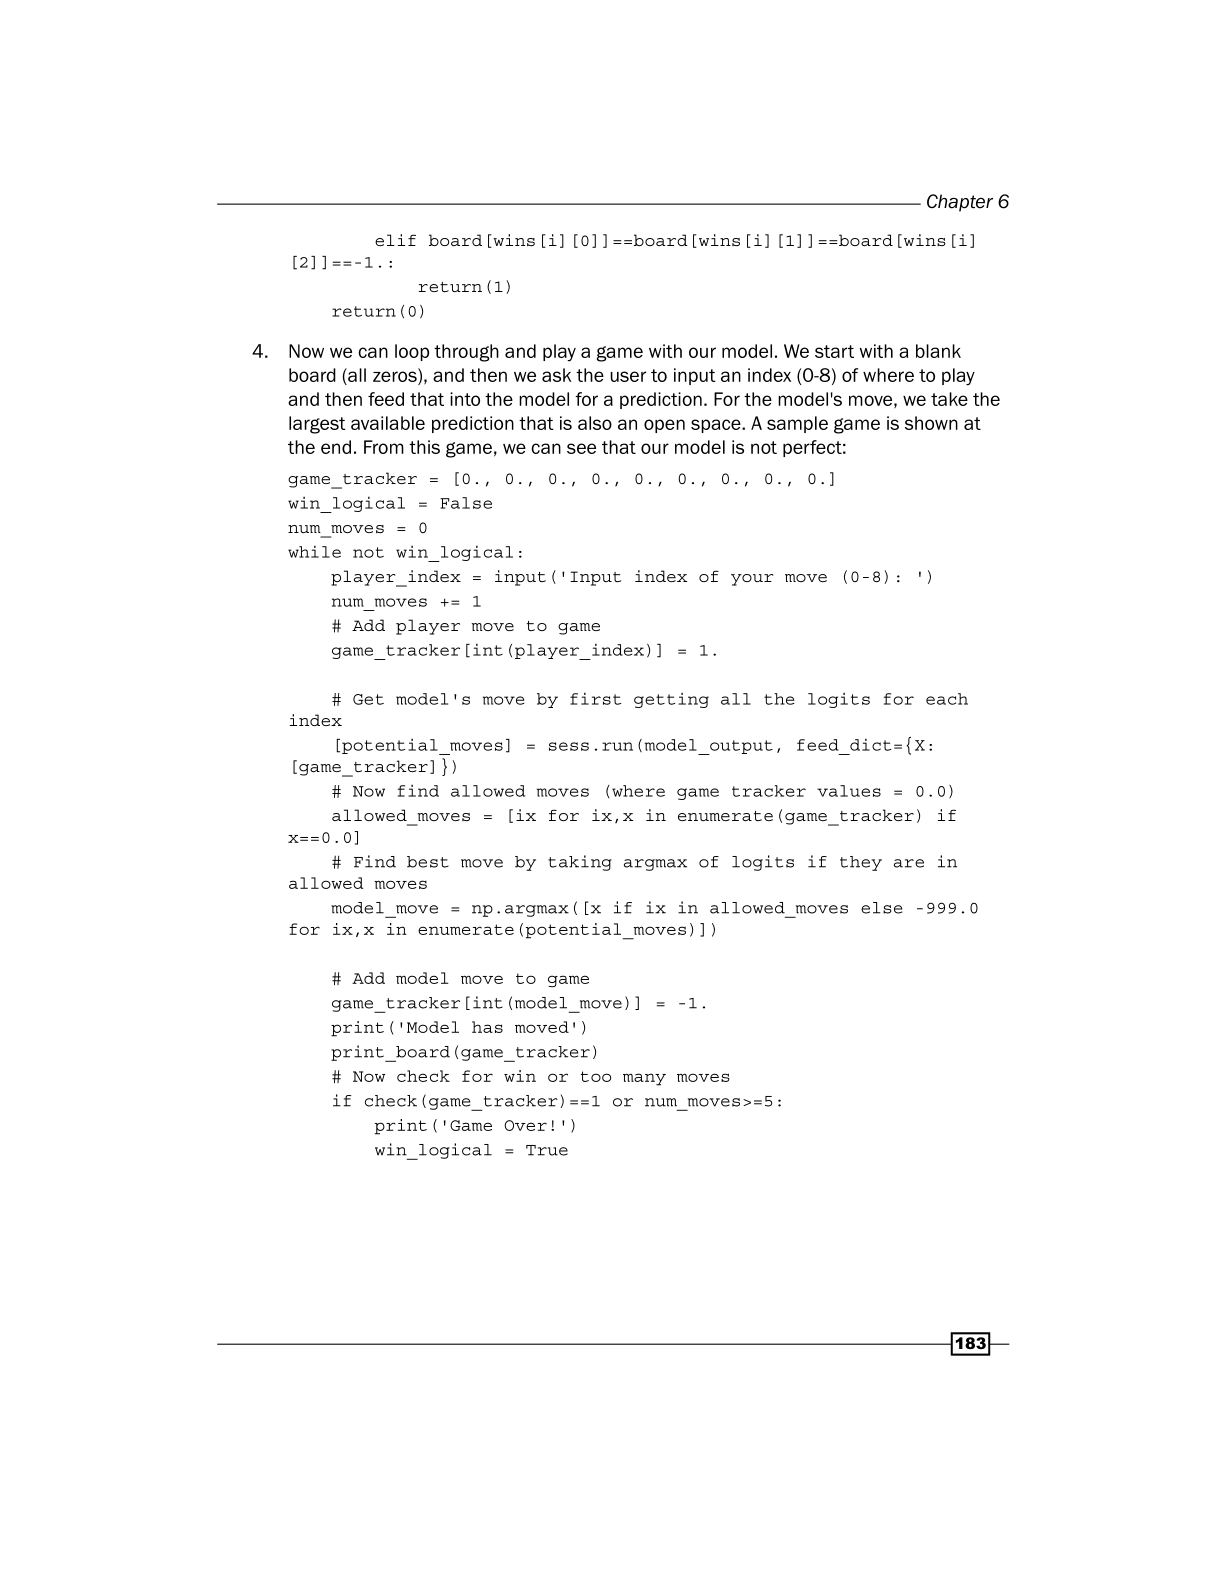 Chapter 6
        elif board[wins[i][0]]==board[wins[i][1]]==board[wins[i]
[2]]==-1.:
            return(1)
    return(0)
4. Now we can loop through and play a game with our model. We start with a blank
board (all zeros), and then we ask the user to input an index (0-8) of where to play
and then feed that into the model for a prediction. For the model's move, we take the
largest available prediction that is also an open space. A sample game is shown at
the end. From this game, we can see that our model is not perfect:
game_tracker = [0., 0., 0., 0., 0., 0., 0., 0., 0.]
win_logical = False
num_moves = 0
while not win_logical:
    player_index = input('Input index of your move (0-8): ')
    num_moves += 1
    # Add player move to game
    game_tracker[int(player_index)] = 1.
    # Get model's move by first getting all the logits for each
index
    [potential_moves] = sess.run(model_output, feed_dict={X:
[game_tracker]})
    # Now find allowed moves (where game tracker values = 0.0)
    allowed_moves = [ix for ix,x in enumerate(game_tracker) if
x==0.0]
    # Find best move by taking argmax of logits if they are in
allowed moves
    model_move = np.argmax([x if ix in allowed_moves else -999.0
for ix,x in enumerate(potential_moves)])
    # Add model move to game
    game_tracker[int(model_move)] = -1.
    print('Model has moved')
    print_board(game_tracker)
    # Now check for win or too many moves
    if check(game_tracker)==1 or num_moves>=5:
        print('Game Over!')
        win_logical = True
183